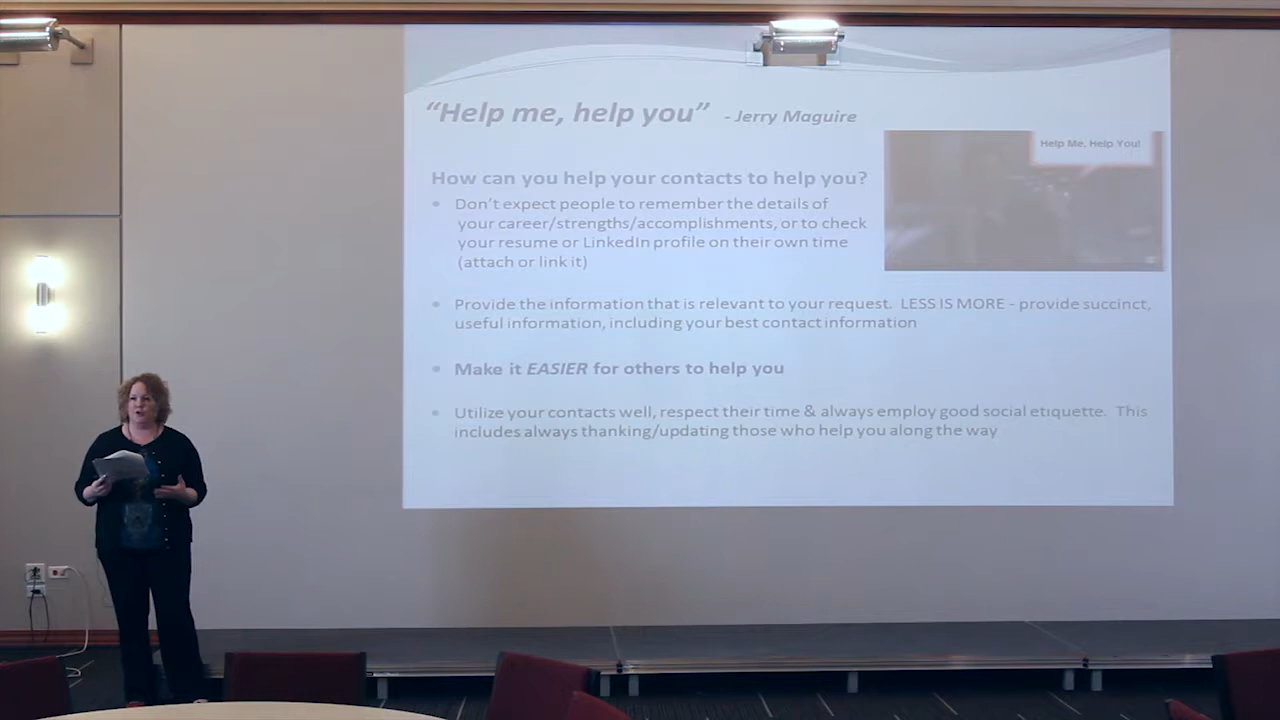 “Help me, help you” - Jerry Maguire
Help Me, Help You!
How can you help your contacts to help you?
• Don’t expect people to remember the details of
your career/strengths/accomplishments, or to check
your resume or LinkedIn profile on their own time
(attach or link it)
• Provide the information that is relevant to your request. LESS IS MORE - provide succinct,
useful information, including your best contact information
• Make it EASIER for others to help you
• Utilize your contacts well, respect their time & always employ good social etiquette. This
includes always thanking/updating those who help you along the way